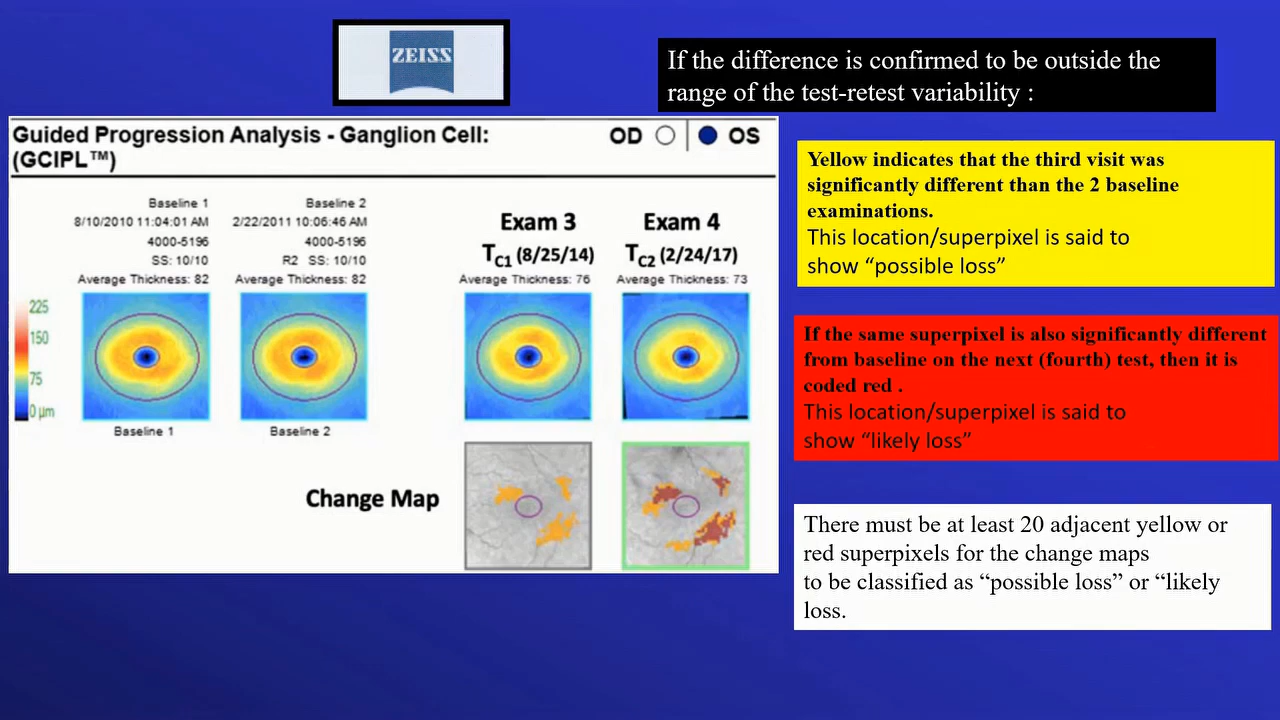 ZEISS
If the difference is confirmed to be outside the
range of the test-retest variability :
Guided Progression Analysis - Ganglion Cell:
(GCIPL™)
OD OS
Baseline 1
8/10/2010 11:04:01 AM
4000-5196
SS: 10/10
Average Thickness: 82
Baseline 2
2/22/2011 10:06:46 AM
4000-5196
R2 SS: 10/10
Average Thickness: 82
Exam 3
TC1 (8/25/14)
Average Thickness: 76
Exam 4
TC2 (2/24/17)
Average Thickness: 73
225
150
75
0 µm
Baseline 1
Baseline 2
Change Map
Yellow indicates that the third visit was
significantly different than the 2 baseline
examinations.
This location/superpixel is said to
show “possible loss”
If the same superpixel is also significantly different
from baseline on the next (fourth) test, then it is
coded red .
This location/superpixel is said to
show “likely loss”
There must be at least 20 adjacent yellow or
red superpixels for the change maps
to be classified as “possible loss” or “likely
loss.